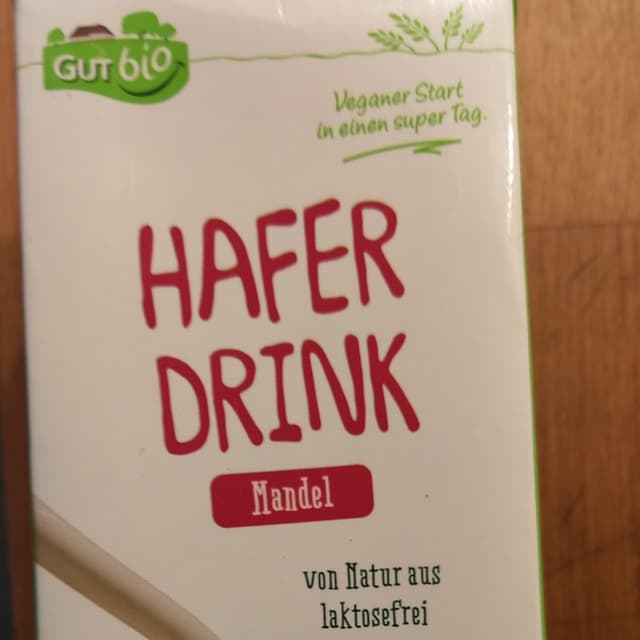 GUT bio
Veganer Start
in einen super Tag.
HAFER
DRINK
Mandel
von Natur aus
laktosefrei